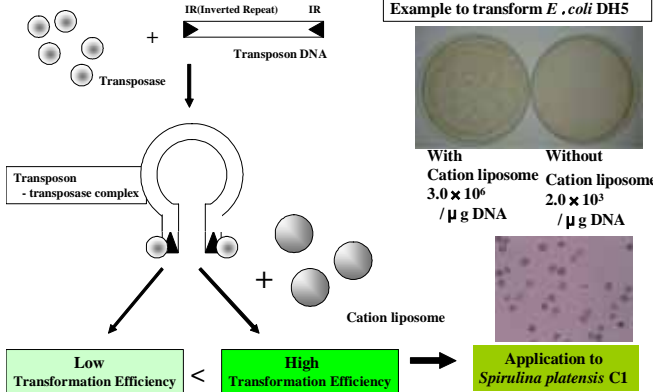 IR(Inverted Repeat) IR
+
Transposon DNA
Transposase
Transposon
- transposase complex
+
Cation liposome
Low
Transformation Efficiency
<
High
Transformation Efficiency
Example to transform E , coli DH5
With
Cation liposome
3.0 × 10⁶
/ μ g DNA
Without
Cation liposome
2.0 × 10³
/ μ g DNA
Application to
Spirulina platensis C1